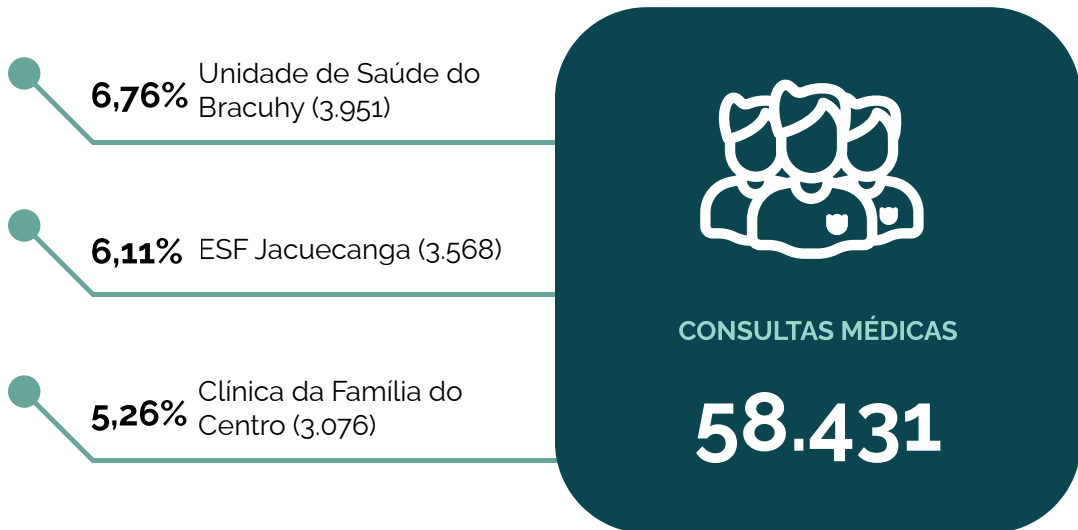 6,76%
Unidade de Saúde do
Bracuhy (3.951)
6,11%
ESF Jacuecanga (3.568)
5,26%
Clínica da Família do
Centro (3.076)
CONSULTAS MÉDICAS
58.431